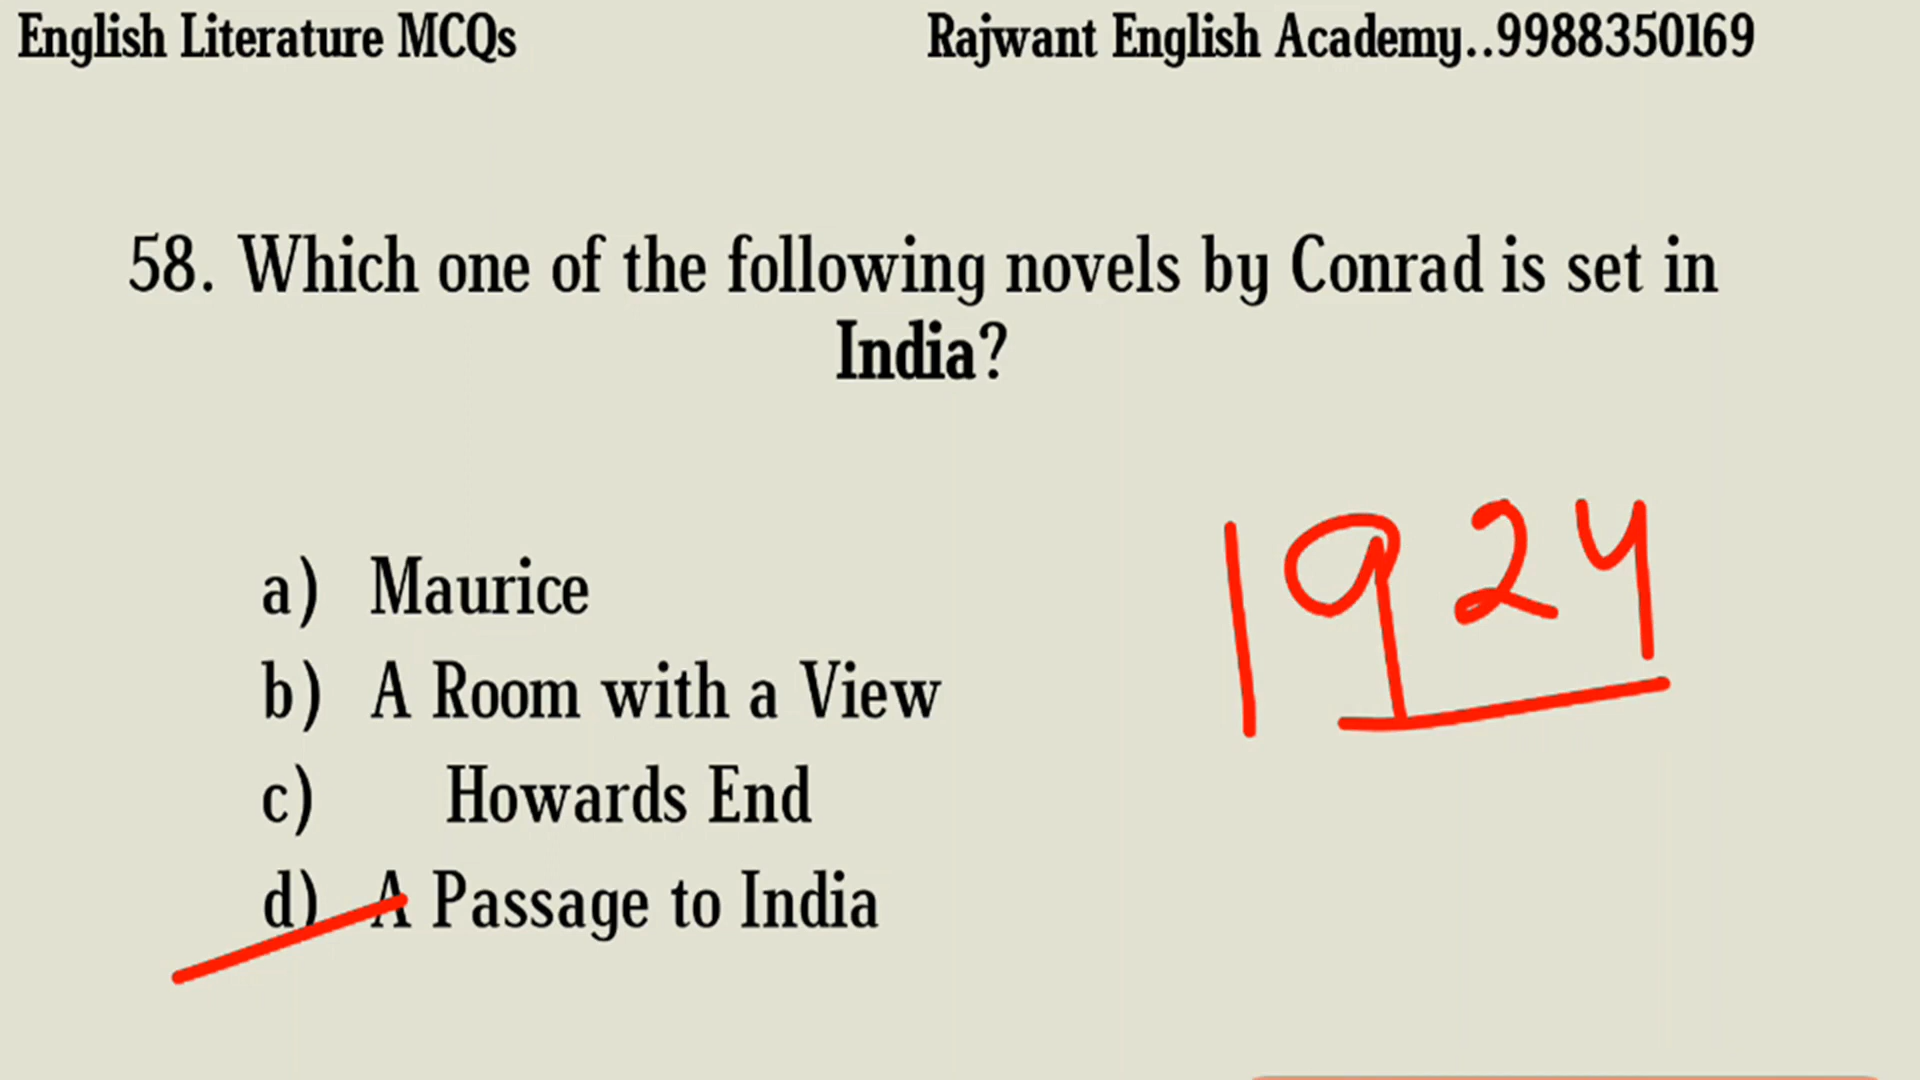 English Literature MCQs Rajwant English Academy..9988350169
58. Which one of the following novels by Conrad is set in
India?
a) Maurice
b) A Room with a View
c) Howards End
d) A Passage to India
1924